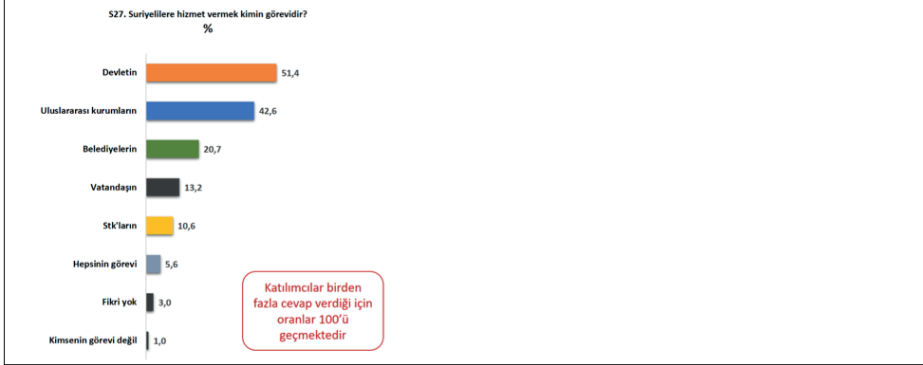 S27. Suriyelilere hizmet vermek kimin görevidir?
%
Devletin 51,4
Uluslararası kurumların 42,6
Belediyelerin 20,7
Vatandaşın 13,2
Stk'ların 10,6
Hepsinin görevi 5,6
Fikri yok 3,0
Kimsenin görevi değil 1,0
Katılımcılar birden
fazla cevap verdiği için
oranlar 100'ü
geçmektedir